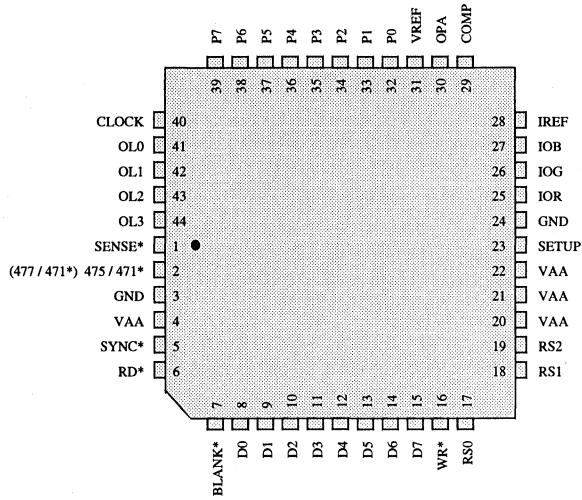 P7 P6 P5 P4 P3 P2 P1 P0 VREF OPA COMP
39 38 37 36 35 34 33 32 31 30 29
CLOCK 40 28 IREF
OL0 41 27 IOB
OL1 42 26 IOG
OL2 43 25 IOR
OL3 44 24 GND
SENSE* 1 23 SETUP
(477 / 471*) 475 / 471* 2 22 VAA
GND 3 21 VAA
VAA 4 20 VAA
SYNC* 5 19 RS2
RD* 6 18 RS1
7 8 9 10 11 12 13 14 15 16 17
BLANK* D0 D1 D2 D3 D4 D5 D6 D7 WR* RS0